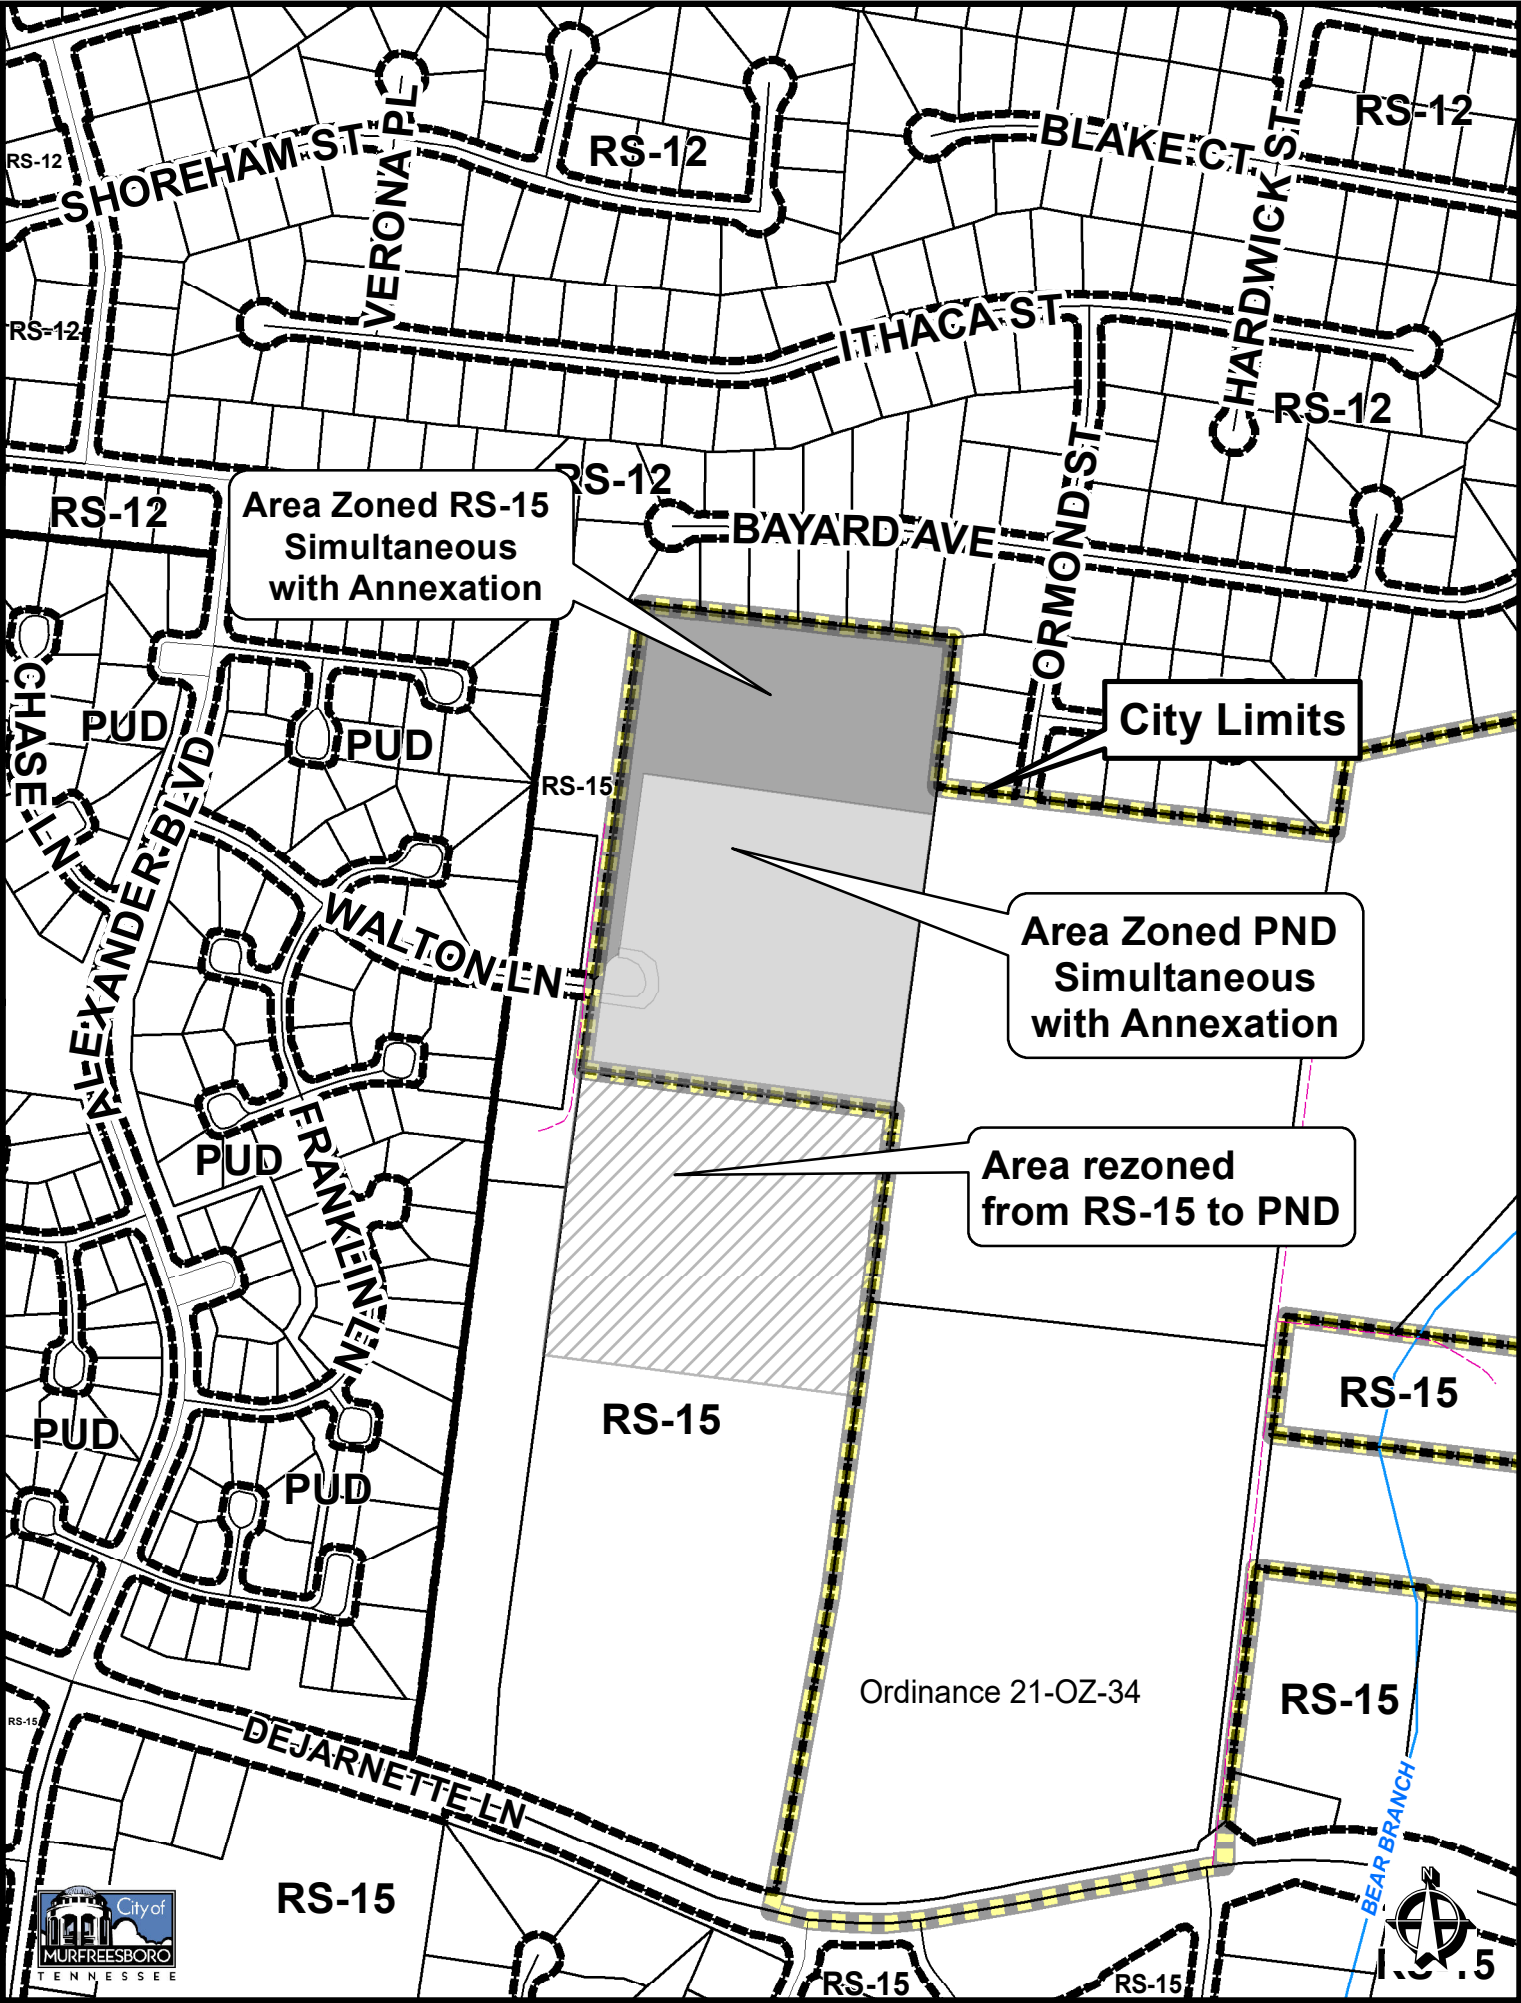 RS-12
BLAKE CT
RS-12
RS-12
SHOREHAM ST
VERONA PL
HARDWICK ST
RS-12
ITHACA ST
RS-12
RS-12
RS-12
Area Zoned RS-15
Simultaneous
with Annexation
BAYARD AVE
ORMOND ST
CHASE LN
PUD
PUD
City Limits
RS-15
ALEXANDER BLVD
WALTON LN
Area Zoned PND
Simultaneous
with Annexation
PUD
FRANKLIN LN
Area rezoned
from RS-15 to PND
RS-15
RS-15
PUD
PUD
Ordinance 21-OZ-34
RS-15
RS-15
DEJARNETTE LN
BEAR BRANCH
RS-15
N
City of
MURFREESBORO
TENNESSEE
RS-15
RS-15